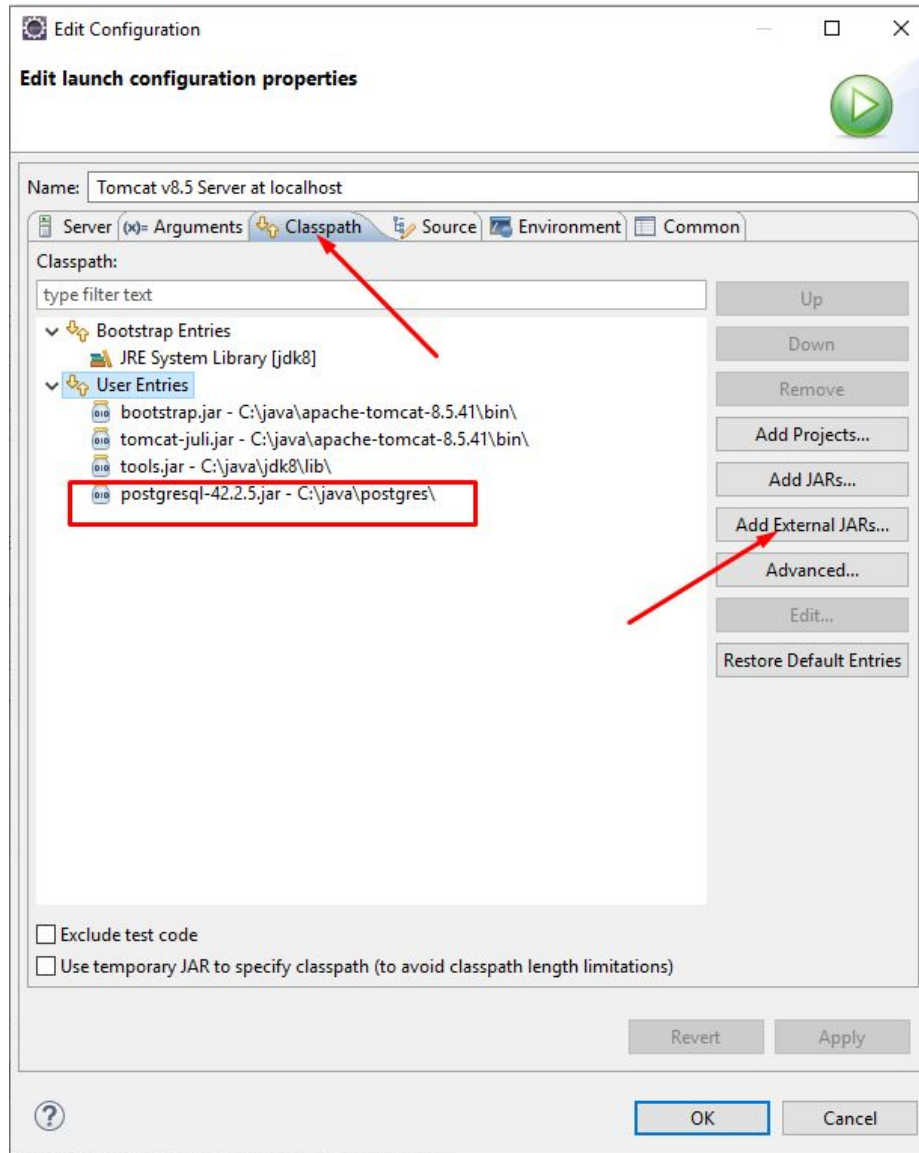 Edit Configuration
Edit launch configuration properties
Name: Tomcat v8.5 Server at localhost
Server (x)= Arguments Classpath Source Environment Common
Classpath:
type filter text
Up
Bootstrap Entries
JRE System Library [jdk8]
Down
User Entries
Remove
bootstrap.jar - C:\java\apache-tomcat-8.5.41\bin\
tomcat-juli.jar - C:\java\apache-tomcat-8.5.41\bin\
Add Projects...
tools.jar - C:\java\jdk8\lib\
Add JARs...
postgresql-42.2.5.jar - C:\java\postgres\
Add External JARs...
Advanced...
Edit...
Restore Default Entries
Exclude test code
Use temporary JAR to specify classpath (to avoid classpath length limitations)
Revert Apply
? OK Cancel